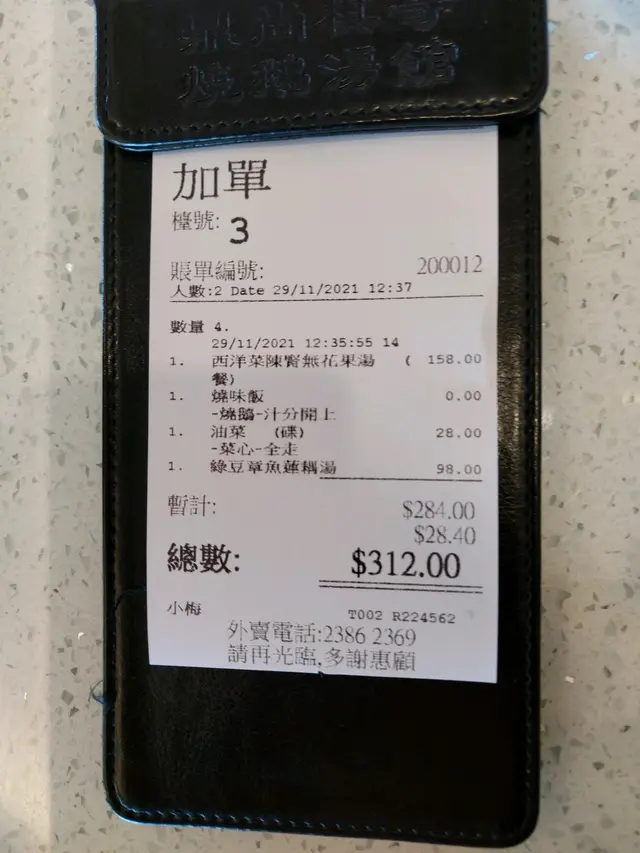 燒鵝湯館
加單
檯號: 3
賬單編號: 200012
人數:2 Date 29/11/2021 12:37
數量 4.
29/11/2021 12:35:55 14
1. 西洋菜陳腎無花果湯 ( 158.00
餐)
1. 燒味飯 0.00
-燒鵝-汁分開上
1. 油菜 (碟) 28.00
-菜心-全走
1. 綠豆章魚蓮藕湯 98.00
暫計: $284.00
$28.40
總數: $312.00
小梅 T002 R224562
外賣電話:2386 2369
請再光臨,多謝惠顧